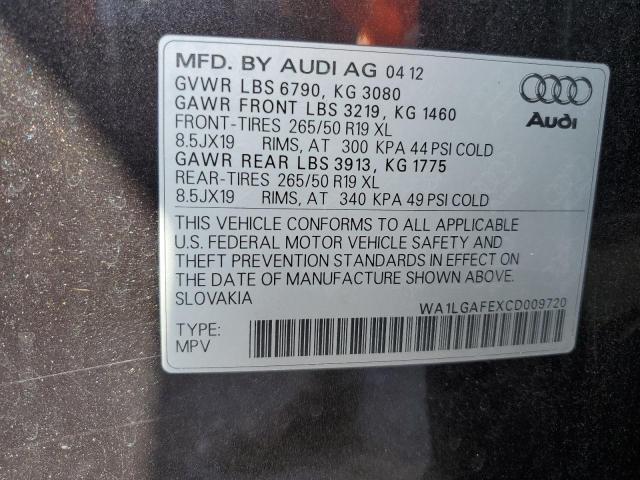 MFD. BY AUDI AG 04 12
GVWR LBS 6790, KG 3080
GAWR FRONT LBS 3219, KG 1460
FRONT-TIRES 265/50 R19 XL
8.5JX19 RIMS, AT 300 KPA 44 PSI COLD
GAWR REAR LBS 3913, KG 1775
REAR-TIRES 265/50 R19 XL
8.5JX19 RIMS, AT 340 KPA 49 PSI COLD
Audi
THIS VEHICLE CONFORMS TO ALL APPLICABLE
U.S. FEDERAL MOTOR VEHICLE SAFETY AND
THEFT PREVENTION STANDARDS IN EFFECT ON
THE DATE OF MANUFACTURE SHOWN ABOVE.
SLOVAKIA
WA1LGAFEXCD009720
TYPE:
MPV